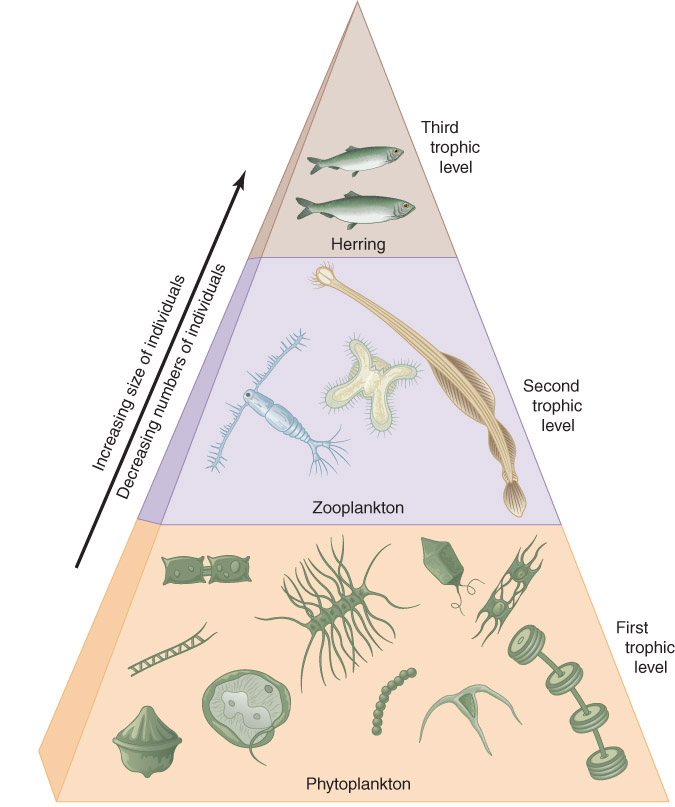 Third
trophic
level
Herring
Increasing size of individuals
Decreasing numbers of individuals
Second
trophic
level
Zooplankton
First
trophic
level
Phytoplankton